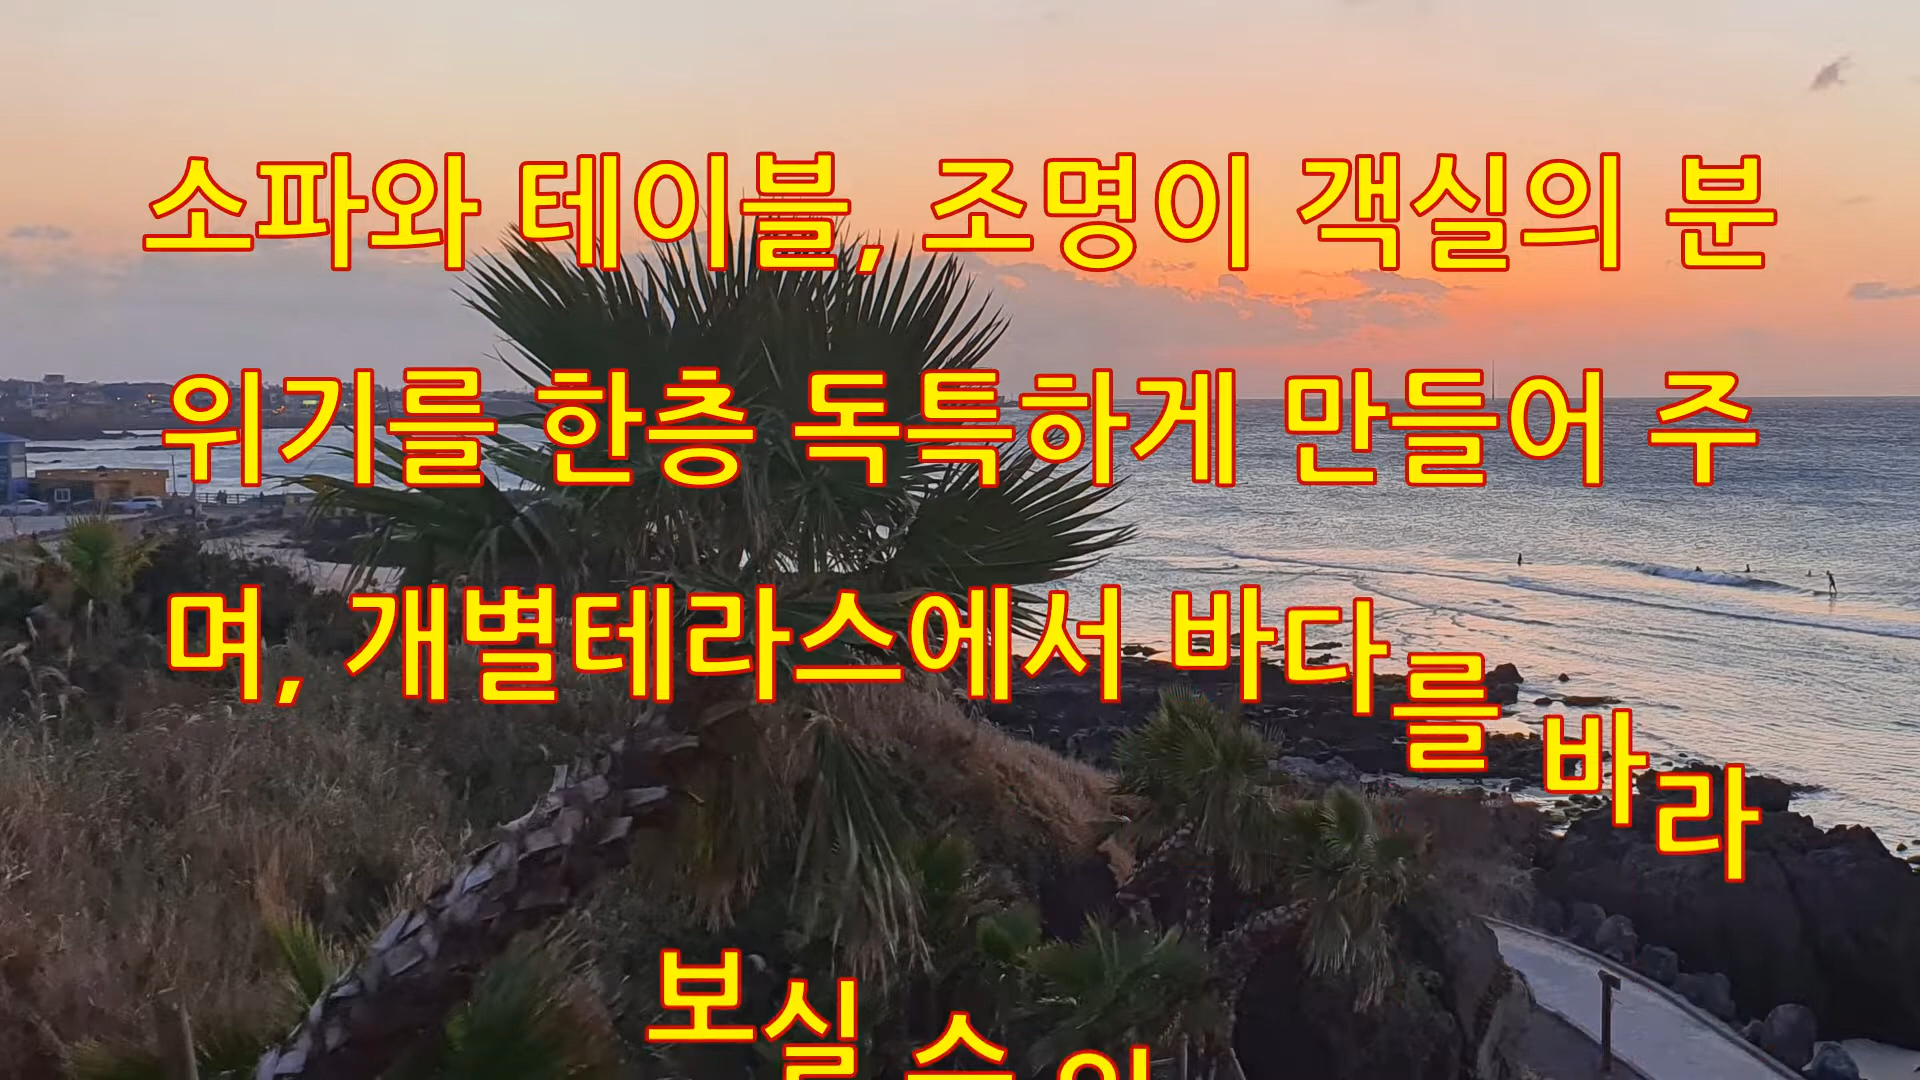 소파와 테이블, 조명이 객실의 분
위기를 한층 독특하게 만들어 주
며, 개별테라스에서 바다를 바라
보실 수